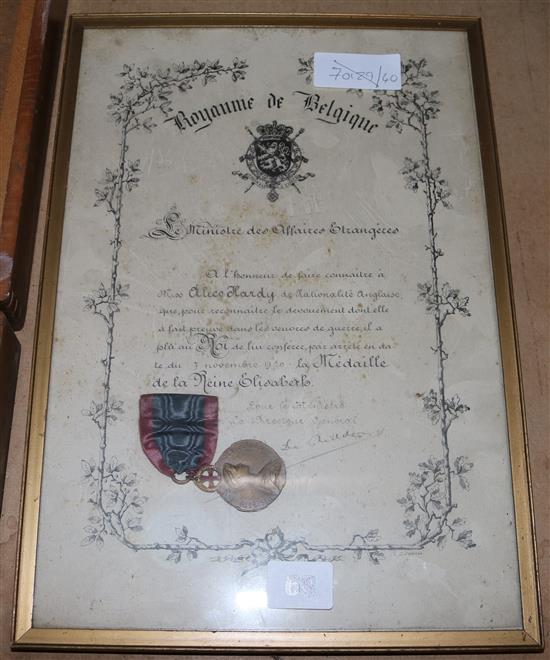 70189/40
Royaume de Belgique
Le Ministre des Affaires Etrangères
A l'honneur de faire connaître à
Miss Alice Hardy de Nationalité Anglaise,
que, pour reconnaître le dévouement dont elle
a fait preuve dans les oeuvres de guerre, il a
plû au Roi de lui conférer, par arrêté en da-
te du 7 novembre 1920 la Médaille
de la Reine Elisabeth.
Pour le Ministre
Le Directeur Général